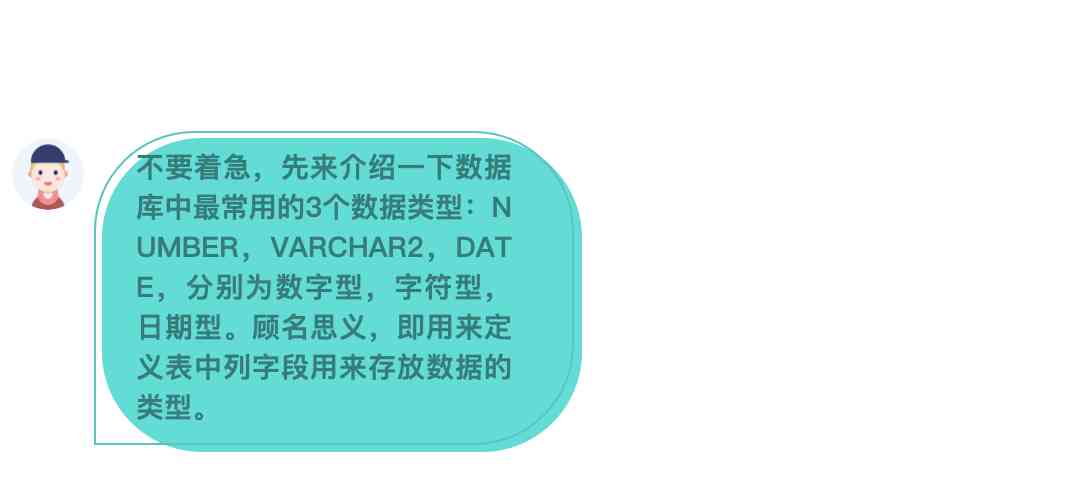 不要着急，先来介绍一下数据
库中最常用的3个数据类型：N
UMBER，VARCHAR2，DAT
E，分别为数字型，字符型，
日期型。顾名思义，即用来定
义表中列字段用来存放数据的
类型。